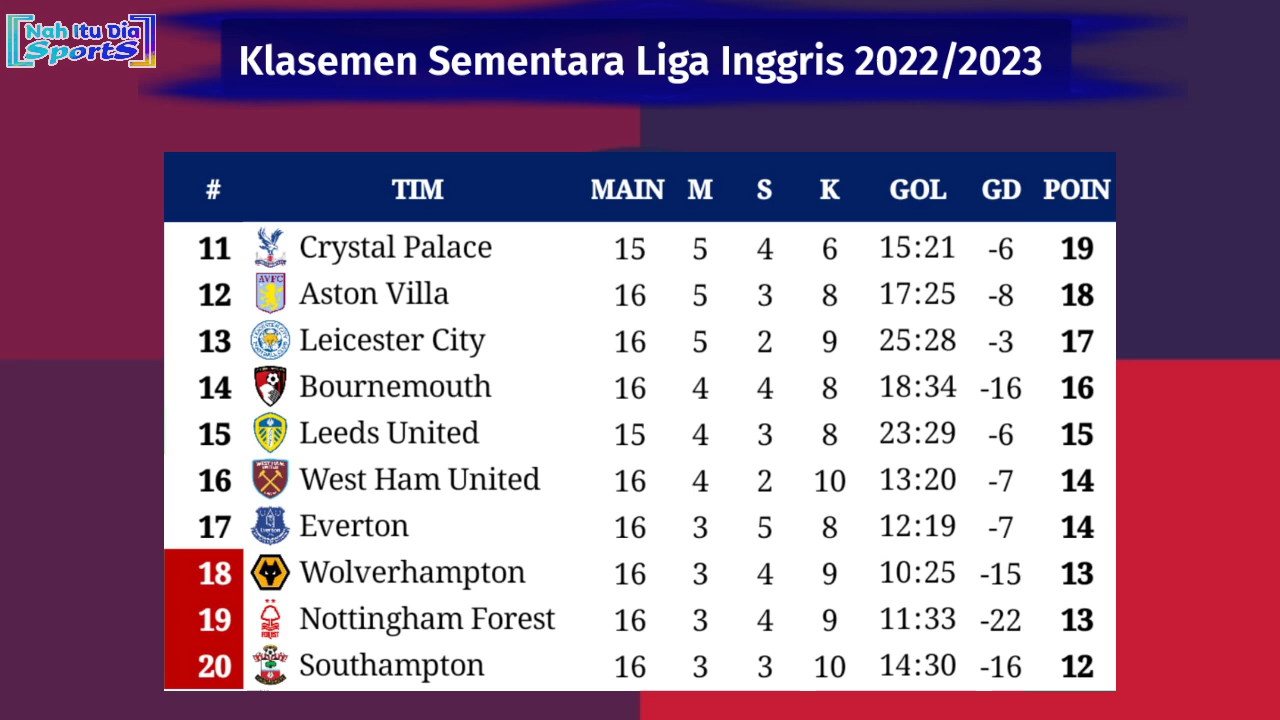 Nah Itu Dia
Sports
Klasemen Sementara Liga Inggris 2022/2023
# TIM MAIN M S K GOL GD POIN
11 Crystal Palace 15 5 4 6 15:21 -6 19
12 AVFC Aston Villa 16 5 3 8 17:25 -8 18
13 Leicester City 16 5 2 9 25:28 -3 17
14 Bournemouth 16 4 4 8 18:34 -16 16
15 Leeds United 15 4 3 8 23:29 -6 15
16 West Ham United 16 4 2 10 13:20 -7 14
17 Everton Everton 16 3 5 8 12:19 -7 14
18 Wolverhampton 16 3 4 9 10:25 -15 13
19 FOREST Nottingham Forest 16 3 4 9 11:33 -22 13
20 Southampton 16 3 3 10 14:30 -16 12